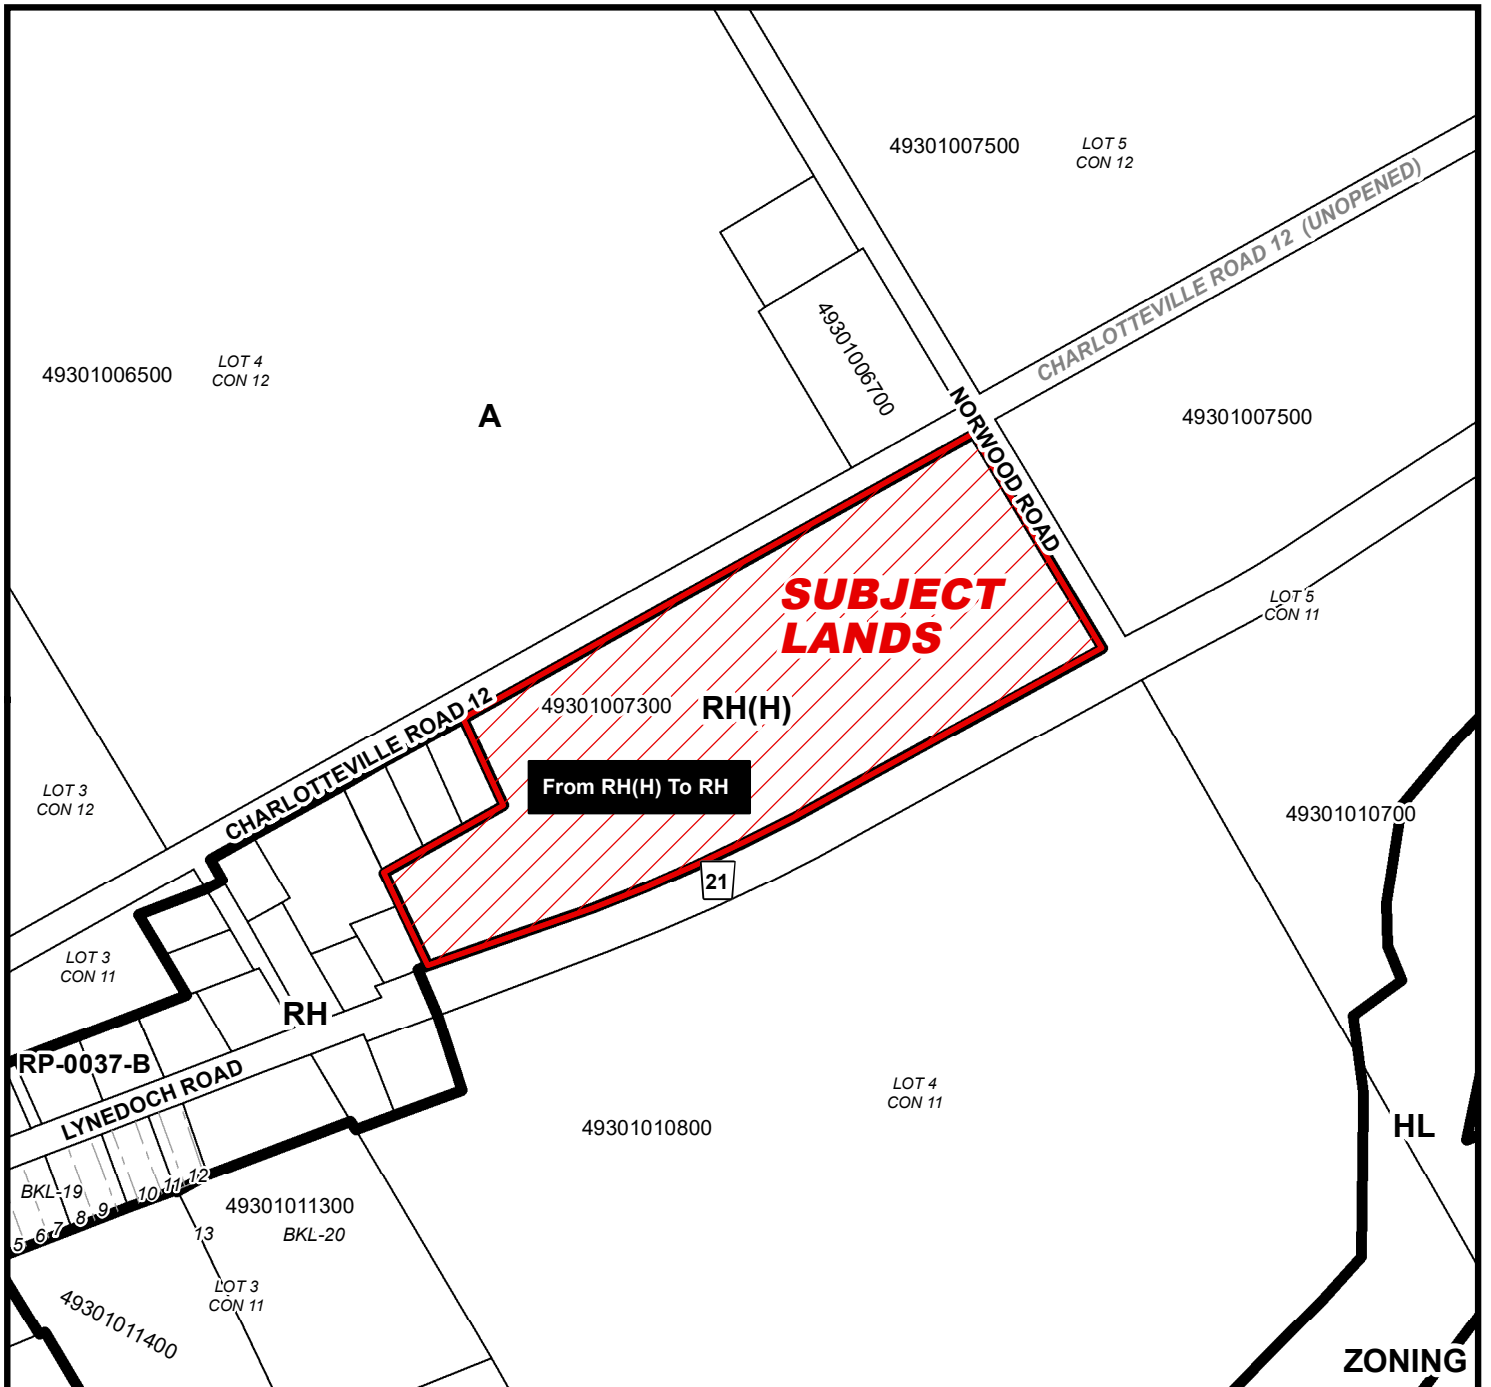 49301007500
LOT 5
CON 12
CHARLOTTEVILLE ROAD 12 (UNOPENED)
49301006700
49301006500
LOT 4
CON 12
A
NORWOOD ROAD
49301007500
SUBJECT
LANDS
LOT 5
CON 11
49301007300
RH(H)
CHARLOTTEVILLE ROAD 12
From RH(H) To RH
LOT 3
CON 12
49301010700
21
LOT 3
CON 11
RH
RP-0037-B
LYNEDOCH ROAD
LOT 4
CON 11
49301010800
HL
BKL-19
5
6
7
8
9
10
11
12
49301011300
13
BKL-20
LOT 3
CON 11
49301011400
ZONING